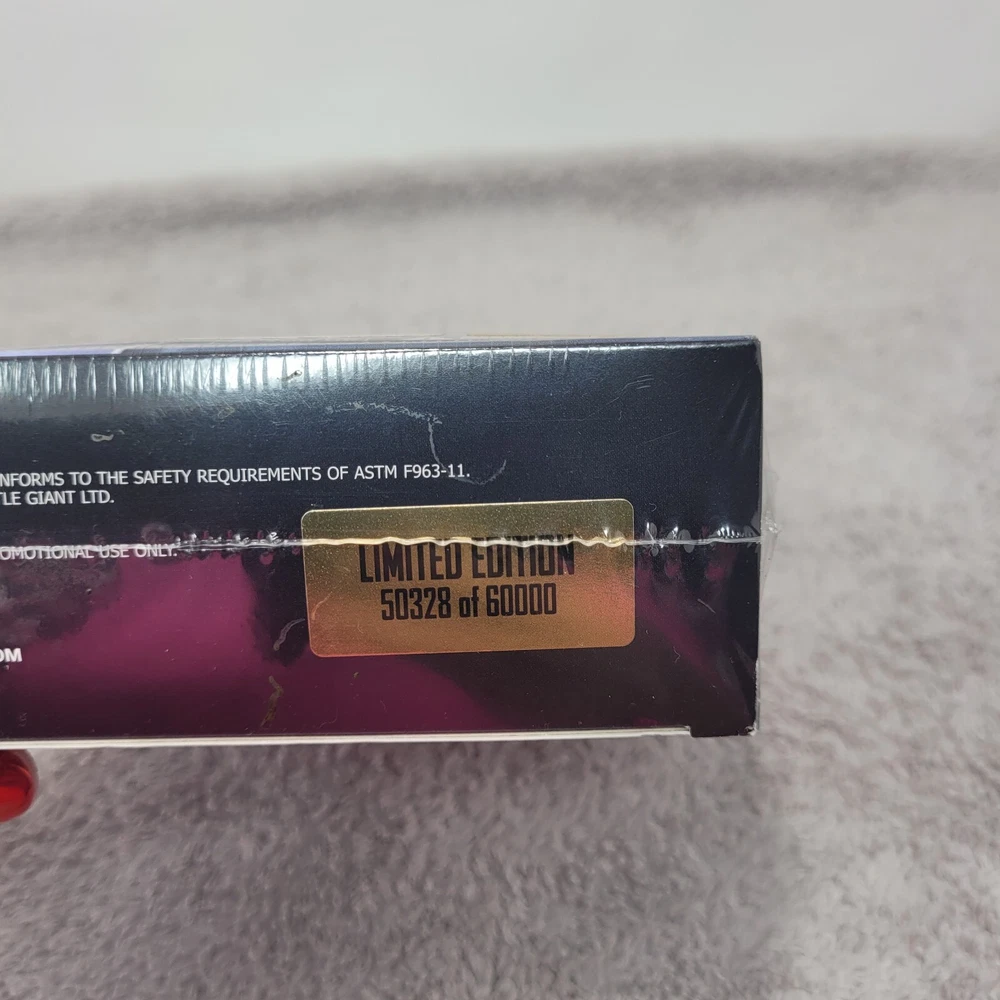 NFORMS TO THE SAFETY REQUIREMENTS OF ASTM F963-11.
TLE GIANT LTD.
OMOTIONAL USE ONLY.
OM
LIMITED EDITION
50328 of 60000